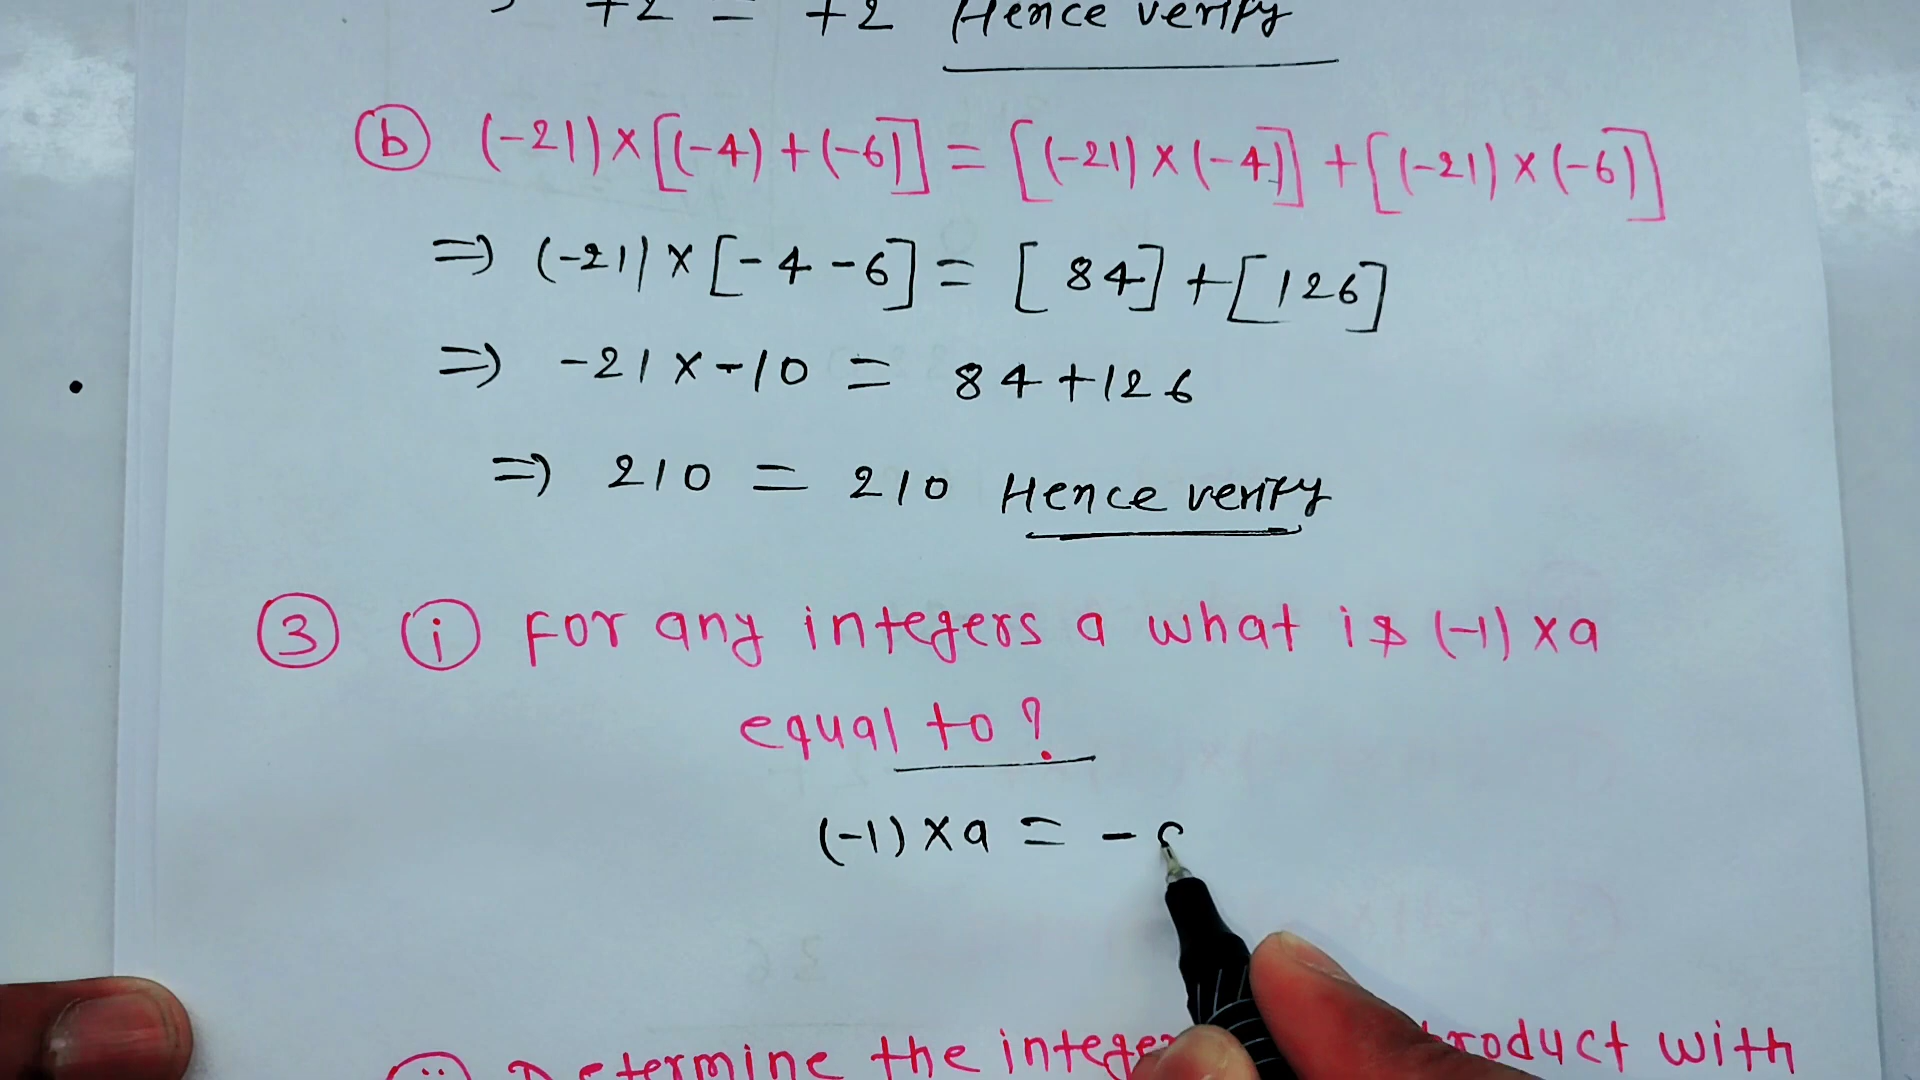 ⇒ +2 = +2 Hence verify
ⓑ (-21)×[(-4)+(-6)] = [(-21)×(-4)]+[(-21)×(-6)]
⇒ (-21)×[-4-6] = [84]+[126]
⇒ -21×-10 = 84+126
⇒ 210 = 210 Hence verify
③ ⓘ For any integers a what is (-1)×a
equal to?
(-1)×a = -
(ii) Determine the product with